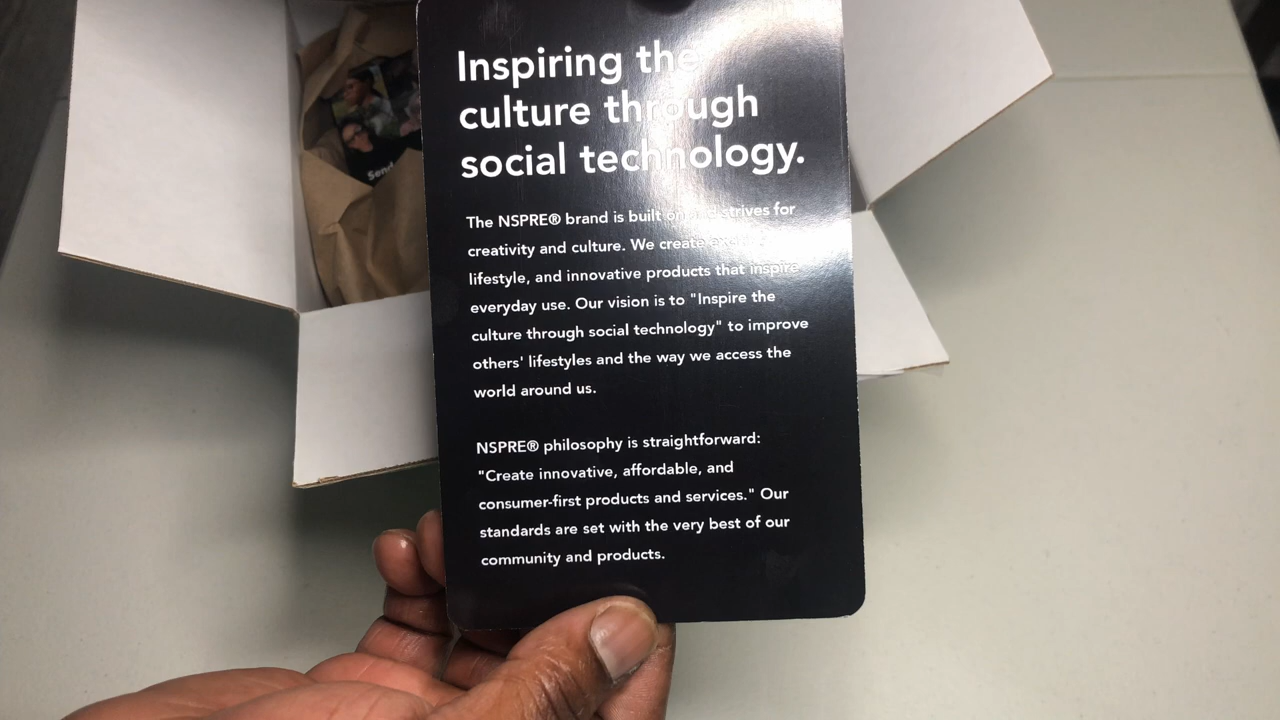 Inspiring the
culture through
social technology.
The NSPRE® brand is built on and strives for
creativity and culture. We create
lifestyle, and innovative products that inspire
everyday use. Our vision is to "Inspire the
culture through social technology" to improve
others' lifestyles and the way we access the
world around us.
NSPRE® philosophy is straightforward:
"Create innovative, affordable, and
consumer-first products and services." Our
standards are set with the very best of our
community and products.
Send